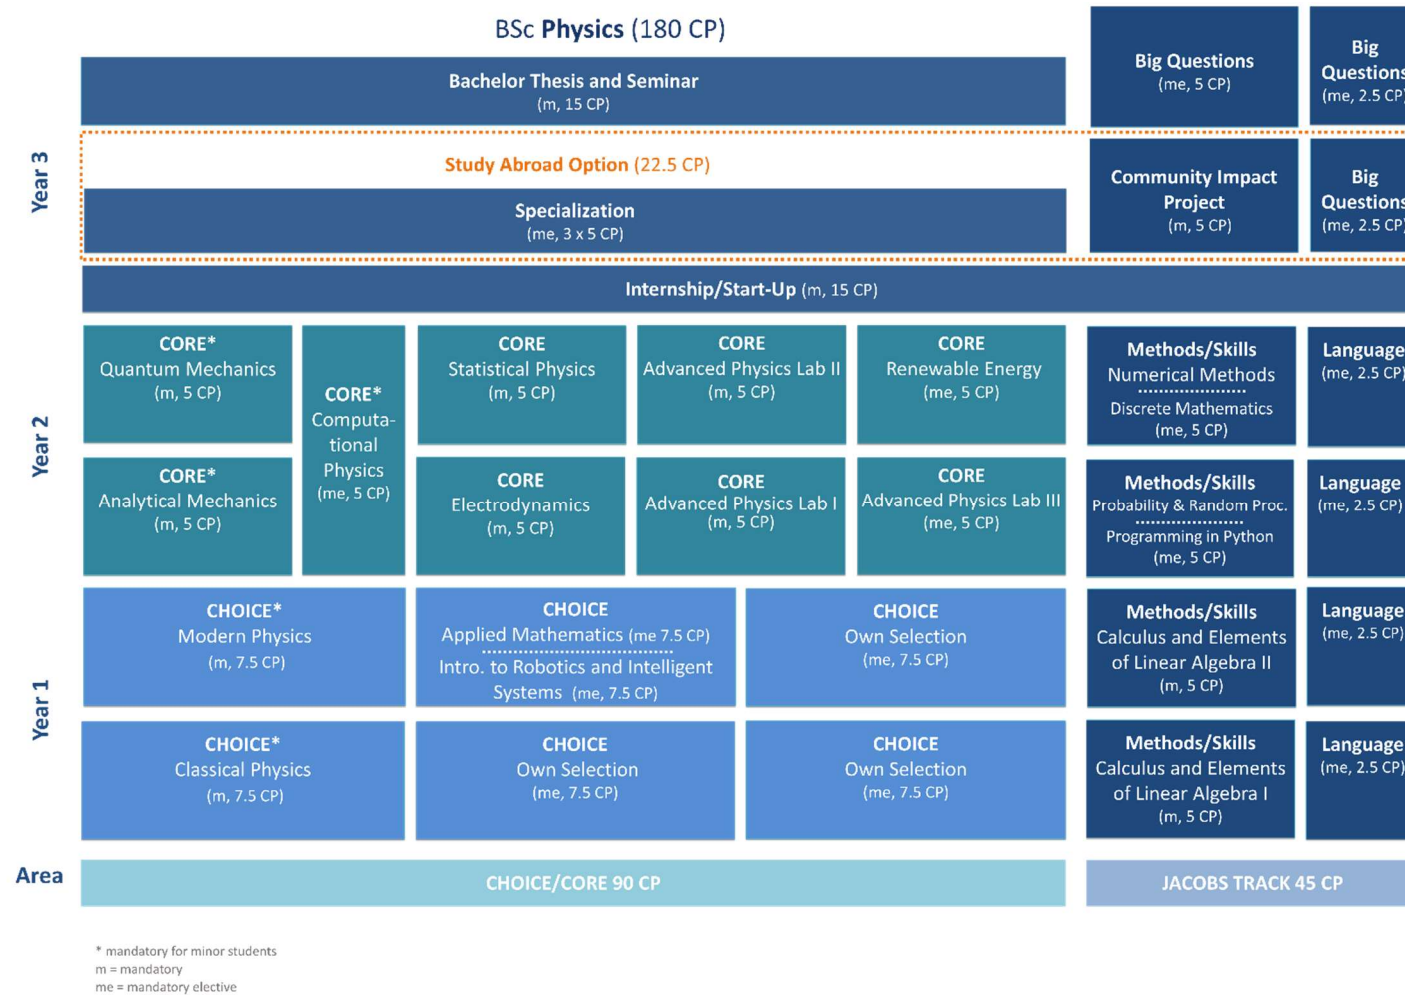 BSc Physics (180 CP)
Bachelor Thesis and Seminar
(m, 15 CP)
Big Questions
(me, 5 CP)
Big
Questions
(me, 2.5 CP)
Year 3
Study Abroad Option (22.5 CP)
Specialization
(me, 3 x 5 CP)
Community Impact
Project
(m, 5 CP)
Big
Questions
(me, 2.5 CP)
Internship/Start-Up (m, 15 CP)
Year 2
CORE*
Quantum Mechanics
(m, 5 CP)
CORE*
Computa-
tional
Physics
(me, 5 CP)
CORE
Statistical Physics
(m, 5 CP)
CORE
Advanced Physics Lab II
(m, 5 CP)
CORE
Renewable Energy
(me, 5 CP)
Methods/Skills
Numerical Methods
Discrete Mathematics
(me, 5 CP)
Language
(me, 2.5 CP)
CORE*
Analytical Mechanics
(m, 5 CP)
CORE
Electrodynamics
(m, 5 CP)
CORE
Advanced Physics Lab I
(m, 5 CP)
CORE
Advanced Physics Lab III
(me, 5 CP)
Methods/Skills
Probability & Random Proc.
Programming in Python
(me, 5 CP)
Language
(me, 2.5 CP)
Year 1
CHOICE*
Modern Physics
(m, 7.5 CP)
CHOICE
Applied Mathematics (me 7.5 CP)
Intro. to Robotics and Intelligent
Systems (me, 7.5 CP)
CHOICE
Own Selection
(me, 7.5 CP)
Methods/Skills
Calculus and Elements
of Linear Algebra II
(m, 5 CP)
Language
(me, 2.5 CP)
CHOICE*
Classical Physics
(m, 7.5 CP)
CHOICE
Own Selection
(me, 7.5 CP)
CHOICE
Own Selection
(me, 7.5 CP)
Methods/Skills
Calculus and Elements
of Linear Algebra I
(m, 5 CP)
Language
(me, 2.5 CP)
Area
CHOICE/CORE 90 CP
JACOBS TRACK 45 CP
* mandatory for minor students
m = mandatory
me = mandatory elective